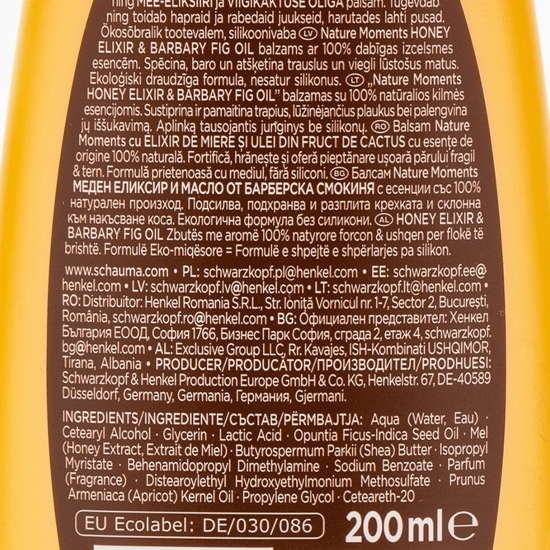 ning MEE-ELIKSIIRI ja VIIGIKAKTUSE ÕLIGA palsam. Tugevdab
ning toidab hapraid ja rabedaid juukseid, harutades lahti pusad.
Ökosõbralik tootevalem, silikoonivaba LV Nature Moments HONEY
ELIXIR & BARBARY FIG OIL balzams ar 100% dabīgas izcelsmes
esencēm. Spēcina, baro un atšķetina trauslus un viegli lūstošus matus.
Ekoloģiski draudzīga formula, nesatur silikonus. LT „Nature Moments
HONEY ELIXIR & BARBARY FIG OIL" balzamas su 100% natūralios kilmės
esencijomis. Sustiprina ir pamaitina trapius, lūžinėjančius plaukus bei palengvina
jų iššukavimą. Aplinką tausojantis junginys be silikonų. RO Balsam Nature
Moments cu ELIXIR DE MIERE ȘI ULEI DIN FRUCT DE CACTUS cu esențe de
origine 100% naturală. Fortifică, hrănește și oferă pieptănare ușoară părului fragil
& tern. Formulă prietenoasă cu mediul, fără siliconi. BG Балсам Nature Moments
МЕДЕН ЕЛИКСИР И МАСЛО ОТ БАРБЕРСКА СМОКИНЯ с есенции със 100%
натурален произход. Подсилва, подхранва и разплита крехката и склонна
към накъсване коса. Екологична формула без силикони. AL HONEY ELIXIR &
BARBARY FIG OIL Zbutës me aromë 100% natyrore forcon & ushqen për flokë të
brishtë. Formulë Eko-miqësore = Formulë e shpejtë e shpërlarjes pa silikon.
www.schauma.com • PL: schwarzkopf.pl@henkel.com • EE: schwarzkopf.ee@
henkel.com • LV: schwarzkopf.lv@henkel.com • LT: schwarzkopf.lt@henkel.com •
RO: Distribuitor: Henkel Romania S.R.L., Str. Ioniță Vornicul nr. 1-7, Sector 2, București,
România, schwarzkopf.ro@henkel.com • BG: Официален представител: Хенкел
България ЕООД, София 1766, Бизнес Парк София, сграда 2, етаж 4, schwarzkopf.
bg@henkel.com • AL: Exclusive Group LLC, Rr. Kavajes, ISH-Kombinati USHQIMOR,
Tirana, Albania • PRODUCER/PRODUCĂTOR/ПРОИЗВОДИТЕЛ/PRODHUESI:
Schwarzkopf & Henkel Production Europe GmbH & Co. KG, Henkelstr. 67, DE-40589
Düsseldorf, Germany, Germania, Германия, Gjermani.
INGREDIENTS/INGREDIENTE/СЪСТАВ/PËRMBAJTJA: Aqua (Water, Eau) ·
Cetearyl Alcohol · Glycerin · Lactic Acid · Opuntia Ficus-Indica Seed Oil · Mel
(Honey Extract, Extrait de Miel) · Butyrospermum Parkii (Shea) Butter · Isopropyl
Myristate · Behenamidopropyl Dimethylamine · Sodium Benzoate · Parfum
(Fragrance) · Distearoylethyl Hydroxyethylmonium Methosulfate · Prunus
Armeniaca (Apricot) Kernel Oil · Propylene Glycol · Ceteareth-20
EU Ecolabel: DE/030/086
200 ml e